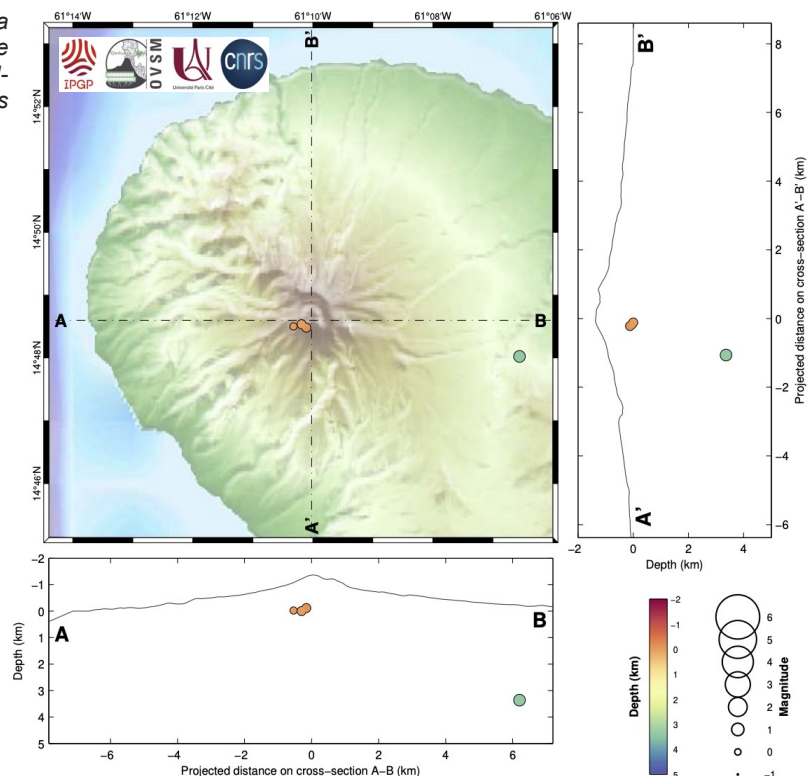 a
e
l-
s
61°14'W
61°12'W
61°10'W
61°08'W
61°06'W
IPGP
OVSM
Université Paris Cité
cnrs
14°52'N
14°50'N
14°48'N
14°46'N
A
B
B'
A'
B'
A'
8
6
4
2
0
−2
−4
−6
Projected distance on cross−section A'−B' (km)
−2
0
2
4
Depth (km)
−2
−1
0
1
2
3
4
5
Depth (km)
A
B
−6
−4
−2
0
2
4
6
Projected distance on cross−section A−B (km)
Depth (km)
−2
−1
0
1
2
3
4
5
6
5
4
3
2
1
0
−1
Magnitude